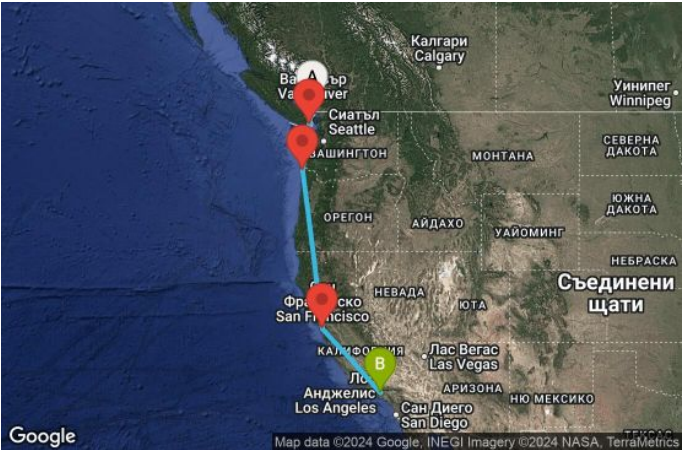 Калгари
Calgary
A
Уинипег
Winnipeg
Сиатъл
Seattle
ВАШИНГТОН
МОНТАНА
СЕВЕРНА
ДАКОТА
ЮЖНА
ДАКОТА
ОРЕГОН
АЙДАХО
УАЙОМИНГ
НЕБРАСКА
Съединени
щати
НЕВАДА
ЮТА
San Francisco
КАЛИФОРНИЯ
Лас Вегас
Las Vegas
B
Анджелис
Los Angeles
АРИЗОНА
НЮ МЕКСИКО
Сан Диего
San Diego
ТЕКСАС
Google
Map data ©2024 Google, INEGI Imagery ©2024 NASA, TerraMetrics